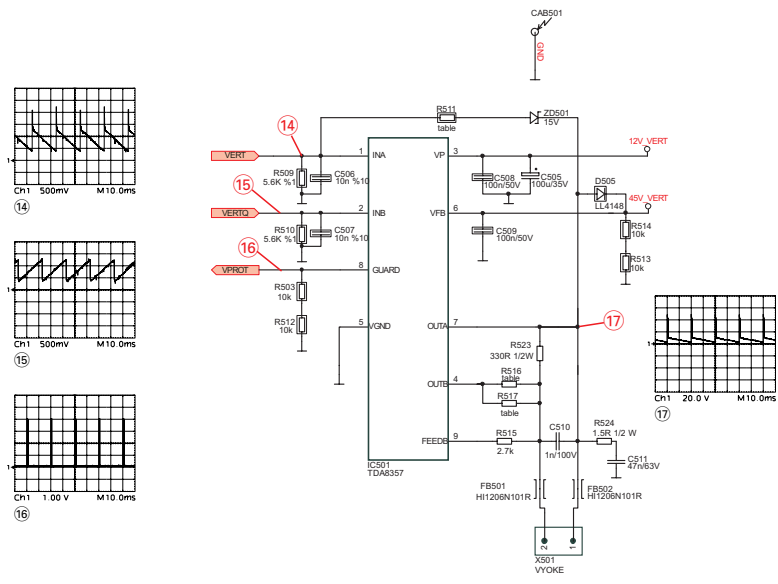 CAB501
GND
R511
table
ZD501
15V
14
VERT
1
INA
VP
3
12V_VERT
R509
5.6K %1
C506
10n %10
C508
100n/50V
C505
100u/35V
D505
LL4148
15
VERTQ
2
INB
VFB
6
45V_VERT
R510
5.6K %1
C507
10n %10
C509
100n/50V
R514
10k
R513
10k
16
VPROT
8
GUARD
R503
10k
R512
10k
5
VGND
OUTA
7
17
R523
330R 1/2W
OUTB
4
R516
table
R517
table
FEEDB
9
R515
2.7k
C510
1n/100V
R524
1.5R 1/2 W
C511
47n/63V
IC501
TDA8357
FB501
HI1206N101R
FB502
HI1206N101R
2
1
X501
VYOKE
1
Ch1 500mV M10.0ms
14
1
Ch1 500mV M10.0ms
15
1
Ch1 1.00 V M10.0ms
16
1
Ch1 20.0 V M10.0ms
17